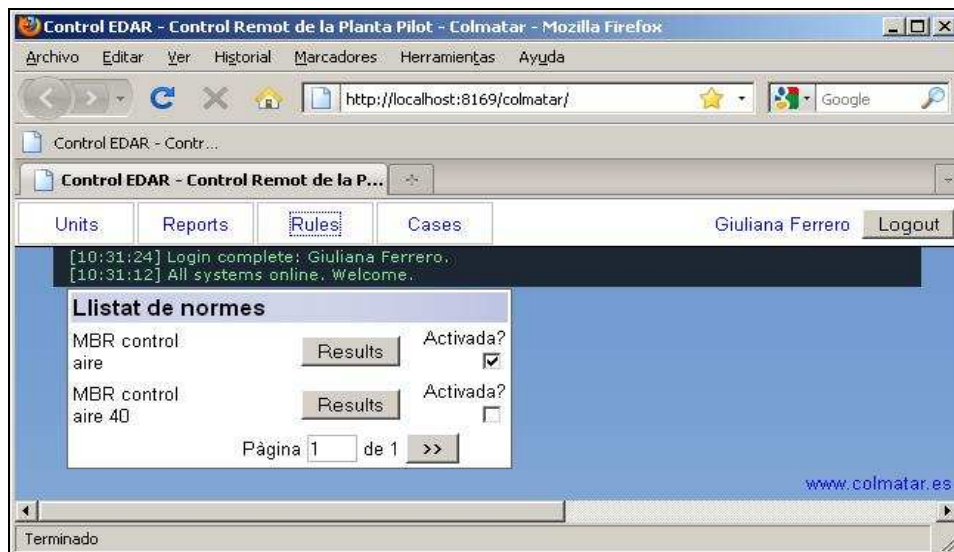 Control EDAR - Control Remot de la Planta Pilot - Colmatar - Mozilla Firefox
Archivo Editar Ver Historial Marcadores Herramientas Ayuda
http://localhost:8169/colmatar/ Google
Control EDAR - Contr...
Control EDAR - Control Remot de la P...
Units Reports Rules Cases Giuliana Ferrero Logout
[10:31:24] Login complete: Giuliana Ferrero.
[10:31:12] All systems online. Welcome.
Llistat de normes
MBR control aire Results Activada?
MBR control aire 40 Results Activada?
Pàgina 1 de 1 >>
www.colmatar.es
Terminado